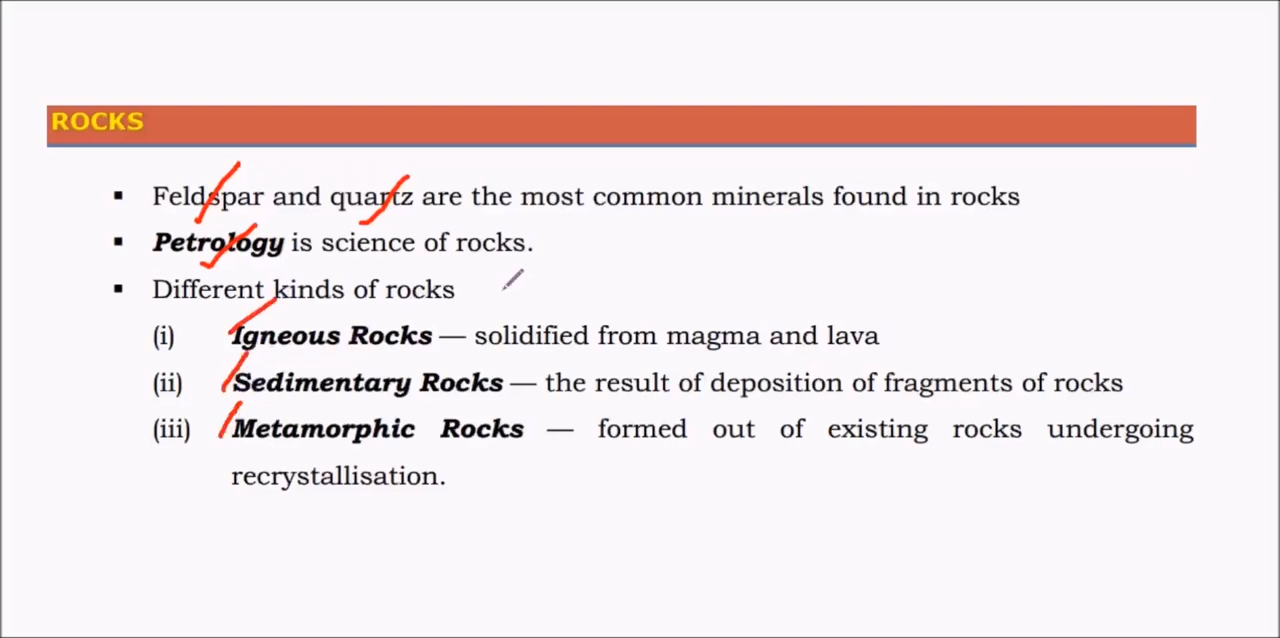 ROCKS
▪ Feldspar and quartz are the most common minerals found in rocks
▪ Petrology is science of rocks.
▪ Different kinds of rocks
(i) Igneous Rocks — solidified from magma and lava
(ii) Sedimentary Rocks — the result of deposition of fragments of rocks
(iii) Metamorphic Rocks — formed out of existing rocks undergoing
recrystallisation.